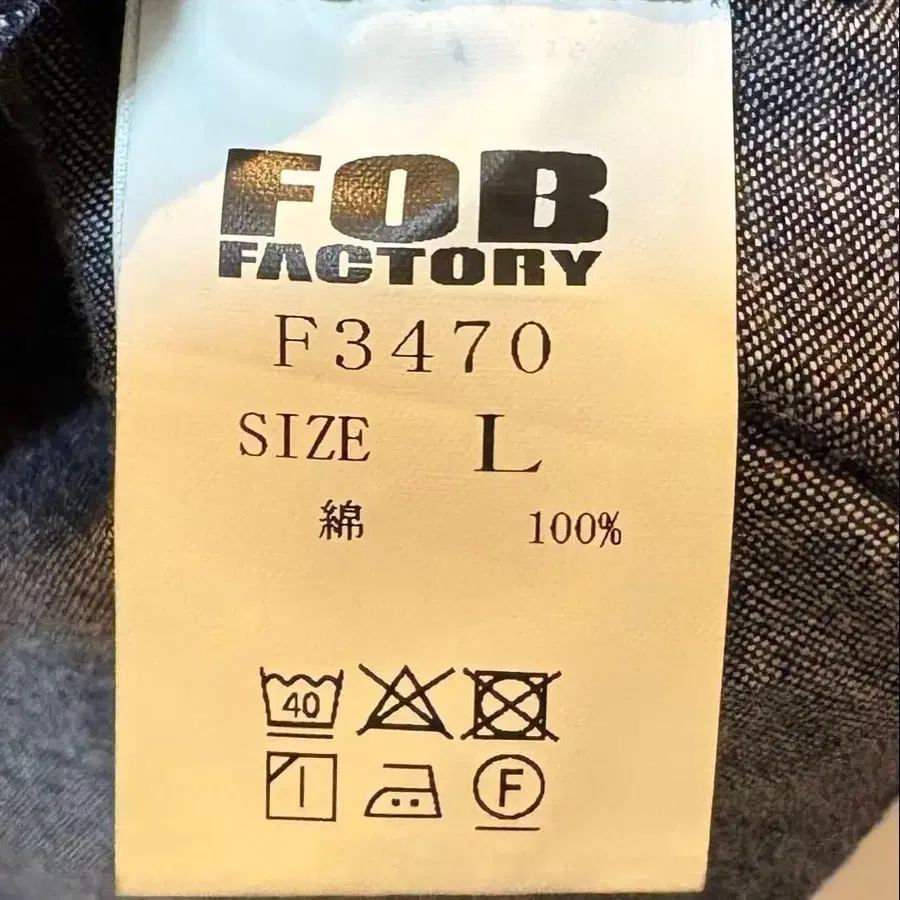 FOB
FACTORY
F3470
SIZE L
綿 100%
40
F